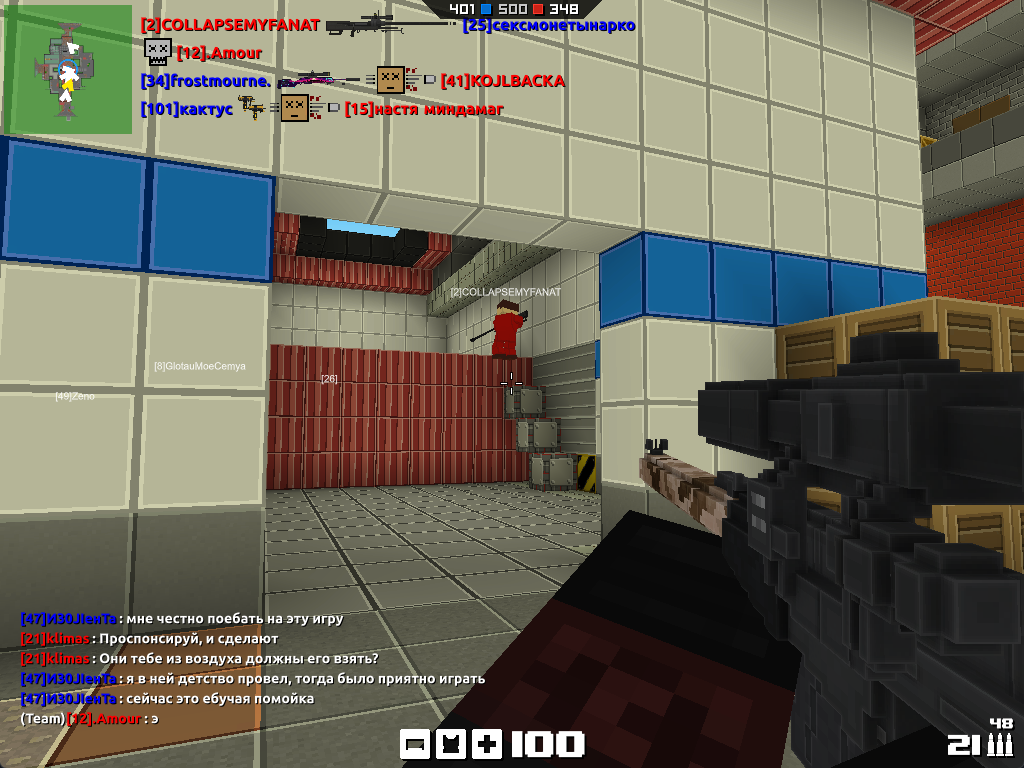 401 500 348
[2]COLLAPSEMYFANAT [25]сексмонетынарко
[12].Amour
[34]frostmourne. [41]KOJLBACKA
[101]кактус [15]настя миндамаг
[2]COLLAPSEMYFANAT
[8]GlotauMoeCemya
[26]
[49]Zeno
[47]И3OJIенТа : мне честно поебать на эту игру
[21]klimas : Проспонсируй, и сделают
[21]klimas : Они тебе из воздуха должны его взять?
[47]И3OJIенТа : я в ней детство провел, тогда было приятно играть
[47]И3OJIенТа : сейчас это ебучая помойка
(Team)[12].Amour : э
100
48
21